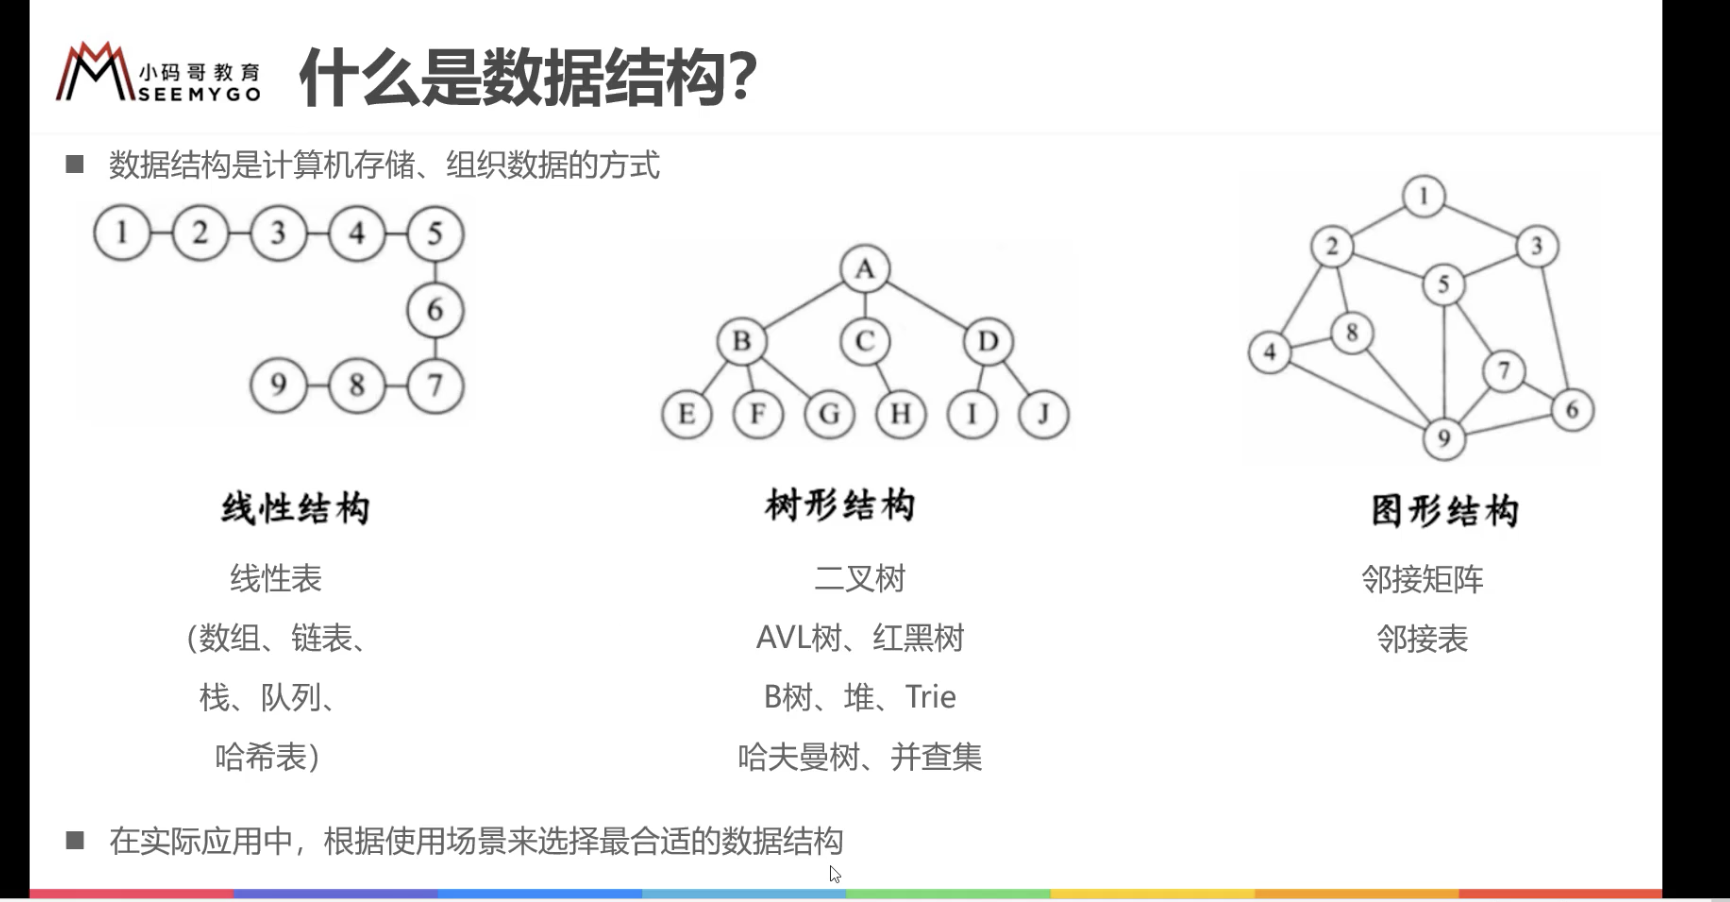 小码哥教育
SEEMYGO
什么是数据结构?
■ 数据结构是计算机存储、组织数据的方式
1 2 3 4 5
6
9 8 7
A
B C D
E F G H I J
1
2 3
5
8
4
7
6
9
线性结构
树形结构
图形结构
线性表
(数组、链表、
栈、队列、
哈希表)
二叉树
AVL树、红黑树
B树、堆、Trie
哈夫曼树、并查集
邻接矩阵
邻接表
■ 在实际应用中，根据使用场景来选择最合适的数据结构